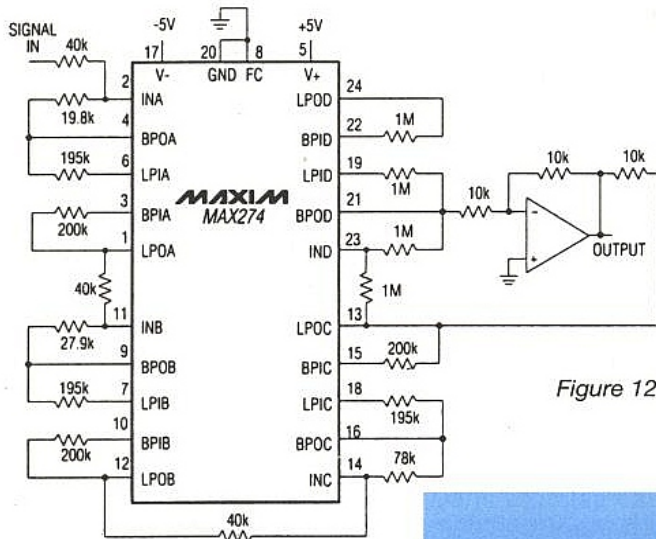 SIGNAL
IN
40k
-5V
+5V
17
20
8
5
V-
GND
FC
V+
2
INA
19.8k
4
BPOA
195k
6
LPIA
3
BPIA
200k
1
LPOA
40k
11
INB
27.9k
9
BPOB
195k
7
LPIB
10
BPIB
200k
12
LPOB
40k
MAXIM
MAX274
24
LPOD
1M
22
BPID
19
LPID
1M
21
BPOD
23
IND
1M
1M
13
LPOC
200k
15
BPIC
18
LPIC
195k
16
BPOC
78k
14
INC
10k
10k
10k
-
+
OUTPUT
Figure 12